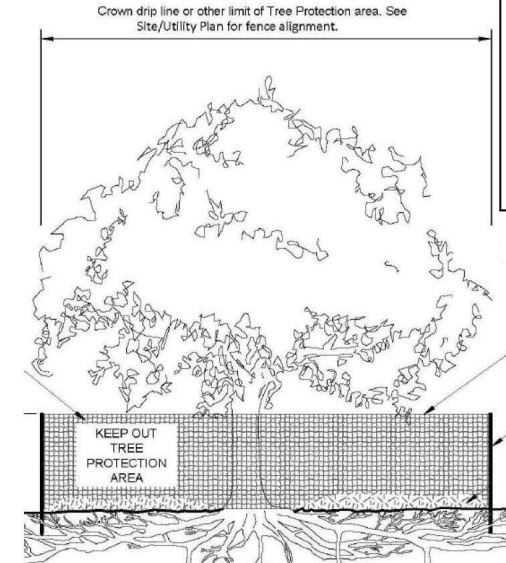 Crown drip line or other limit of Tree Protection area. See
Site/Utility Plan for fence alignment.
KEEP OUT
TREE
PROTECTION
AREA